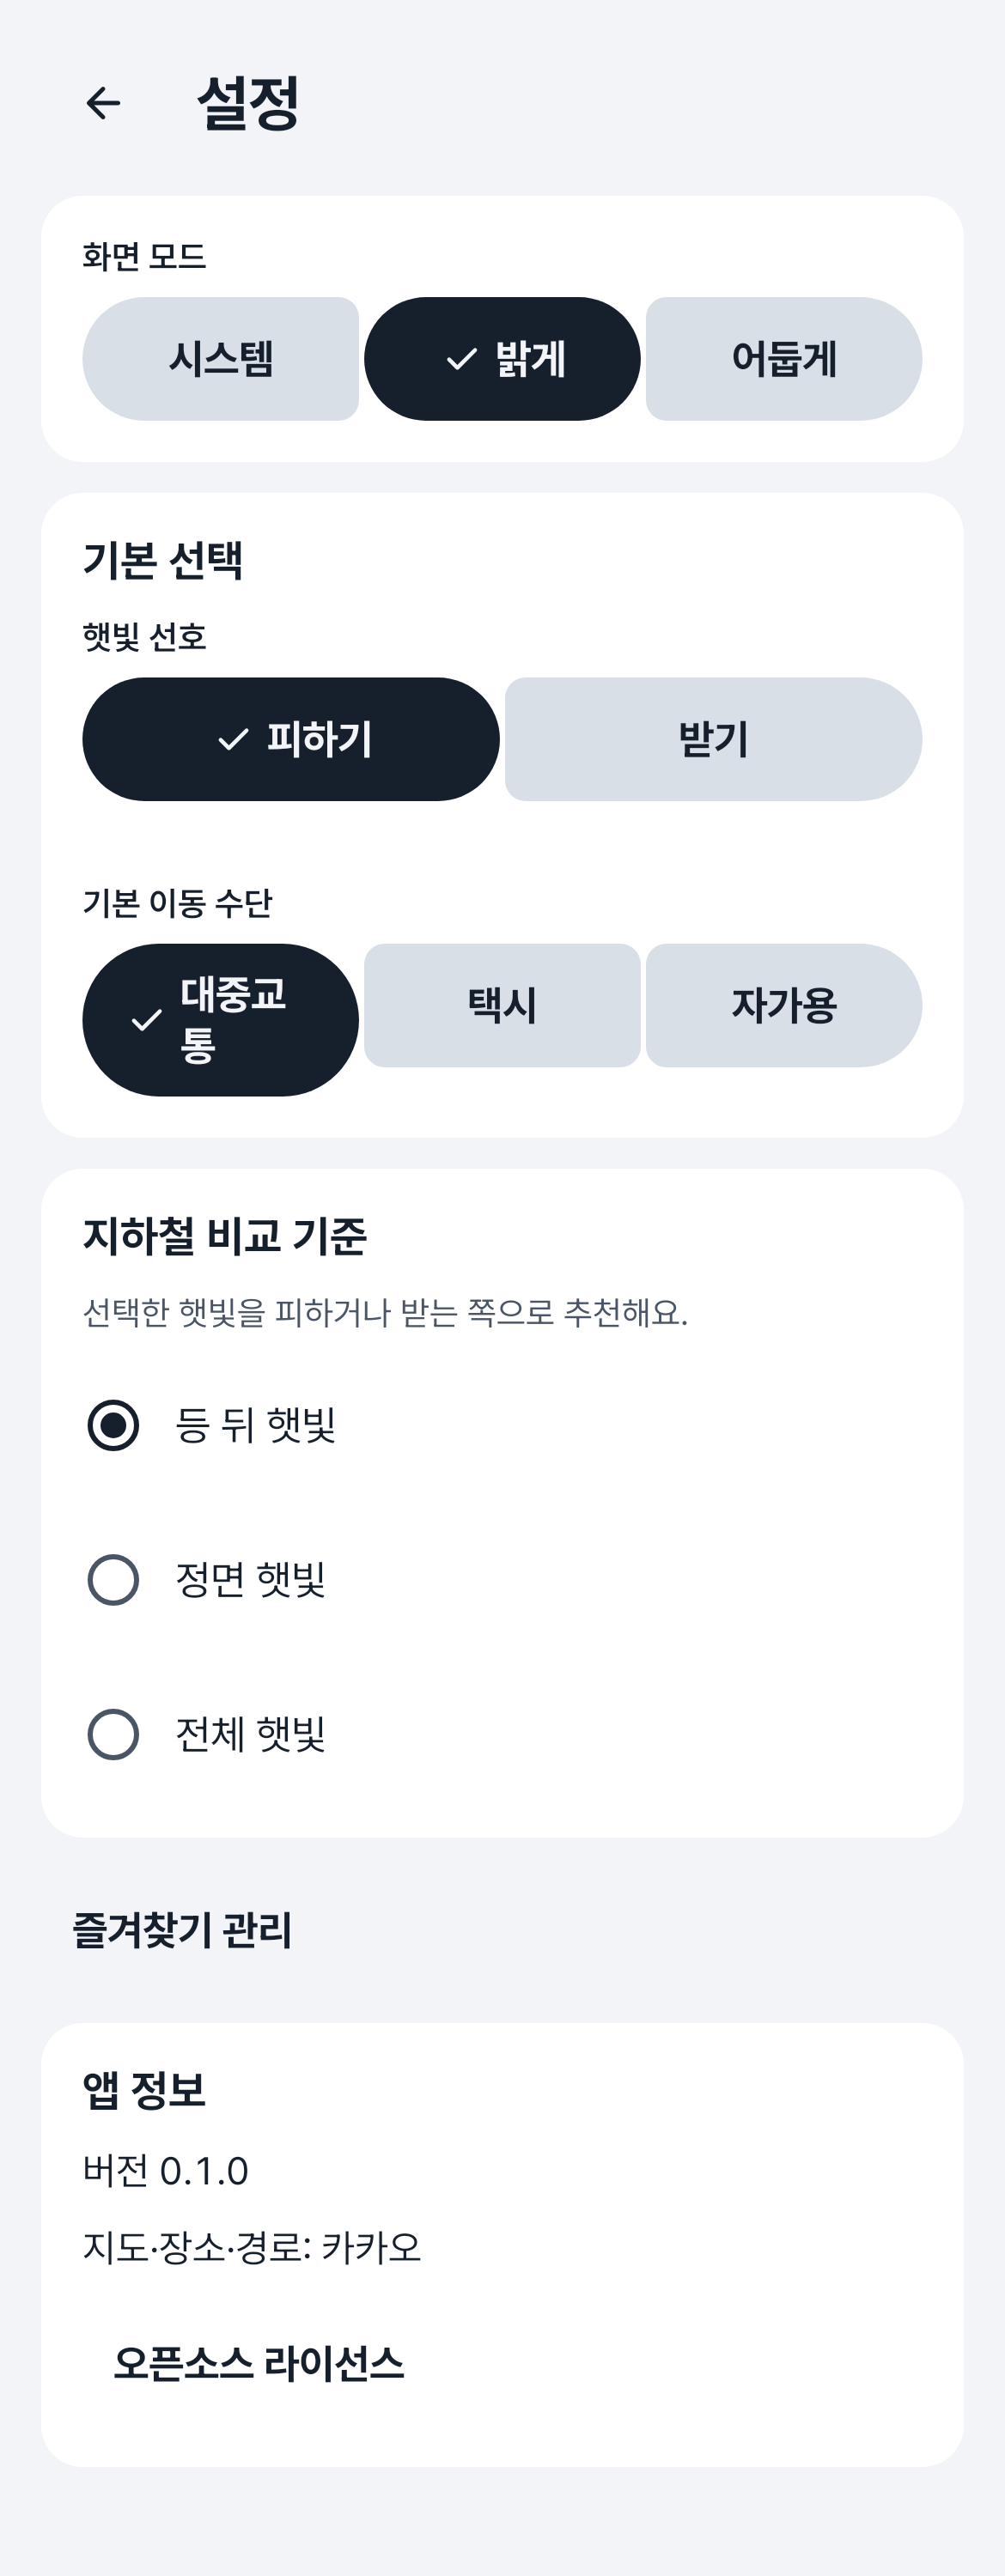 설정
화면 모드
시스템
밝게
어둡게
기본 선택
햇빛 선호
피하기
받기
기본 이동 수단
대중교
통
택시
자가용
지하철 비교 기준
선택한 햇빛을 피하거나 받는 쪽으로 추천해요.
등 뒤 햇빛
정면 햇빛
전체 햇빛
즐겨찾기 관리
앱 정보
버전 0.1.0
지도·장소·경로: 카카오
오픈소스 라이선스